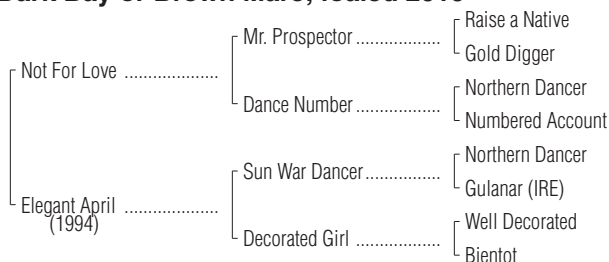 Dark Bay or Brown Mare; foaled 2010
Raise a Native
Mr. Prospector ...................
Gold Digger
Not For Love .....................
Northern Dancer
Dance Number ...................
Numbered Account
Northern Dancer
Sun War Dancer.................
Gulanar (IRE)
Elegant April .....................
(1994)
Well Decorated
Decorated Girl ...................
Bientot